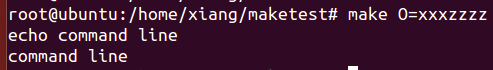 root@ubuntu:/home/xiang/maketest# make O=xxxzzzz
echo command line
command line